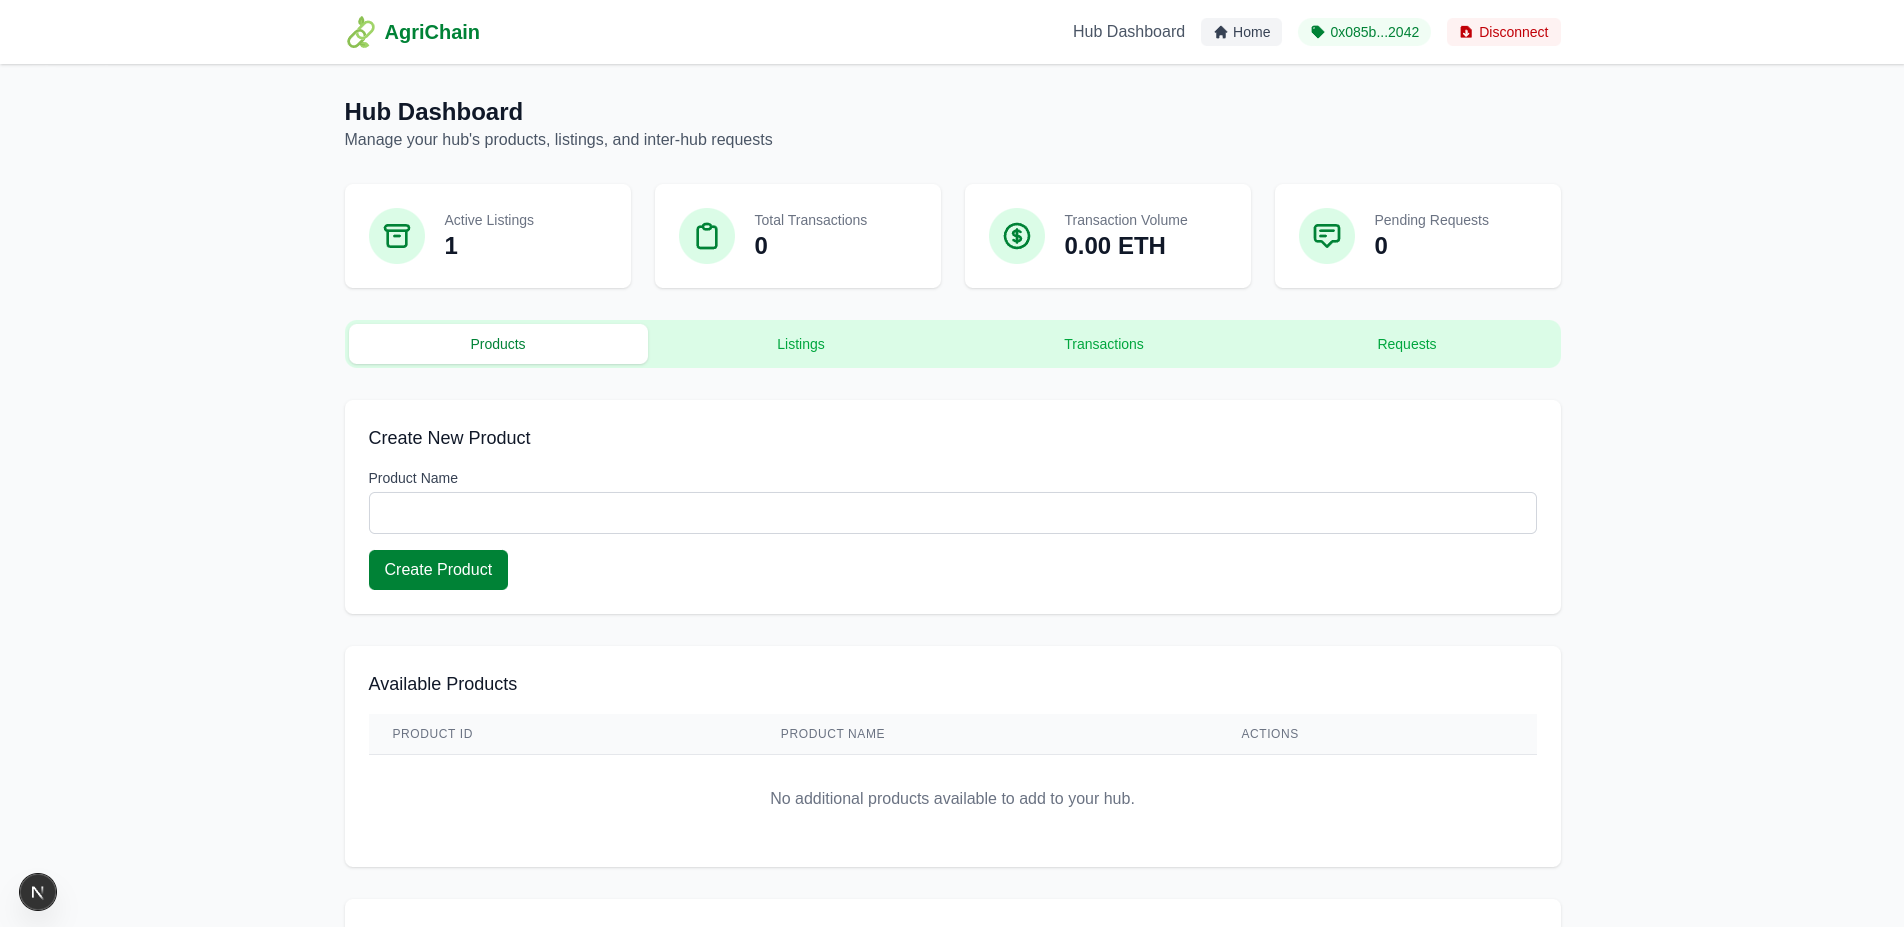 AgriChain
Hub Dashboard
Home
0x085b...2042
Disconnect
Hub Dashboard
Manage your hub's products, listings, and inter-hub requests
Active Listings
1
Total Transactions
0
Transaction Volume
0.00 ETH
Pending Requests
0
Products
Listings
Transactions
Requests
Create New Product
Product Name
Create Product
Available Products
PRODUCT ID
PRODUCT NAME
ACTIONS
No additional products available to add to your hub.
N